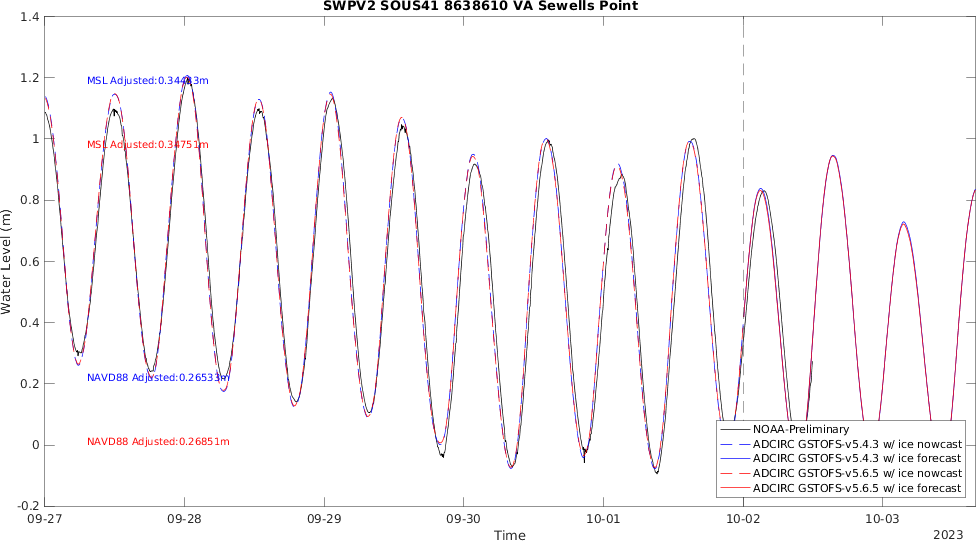 SWPV2 SOUS41 8638610 VA Sewells Point
1.4
1.2
1
0.8
0.6
0.4
0.2
0
-0.2
Water Level (m)
MSL Adjusted:0.34443m
MSL Adjusted:0.34751m
NAVD88 Adjusted:0.26533m
NAVD88 Adjusted:0.26851m
NOAA-Preliminary
ADCIRC GSTOFS-v5.4.3 w/ ice nowcast
ADCIRC GSTOFS-v5.4.3 w/ ice forecast
ADCIRC GSTOFS-v5.6.5 w/ ice nowcast
ADCIRC GSTOFS-v5.6.5 w/ ice forecast
09-27
09-28
09-29
09-30
10-01
10-02
10-03
Time
2023